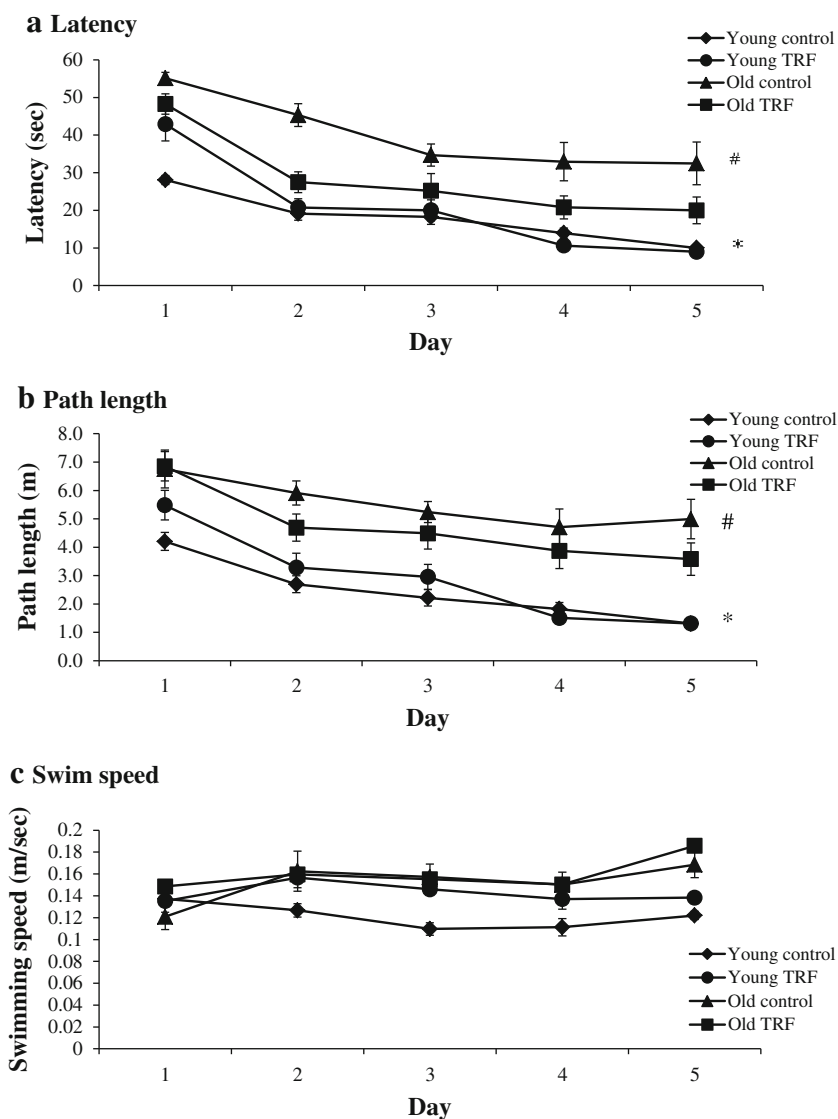 a Latency
Young control
Young TRF
Old control
Old TRF
60
50
40
30
20
10
0
Latency (sec)
#
*
1 2 3 4 5
Day
b Path length
Young control
Young TRF
Old control
Old TRF
8.0
7.0
6.0
5.0
4.0
3.0
2.0
1.0
0.0
Path length (m)
#
*
1 2 3 4 5
Day
c Swim speed
0.2
0.18
0.16
0.14
0.12
0.1
0.08
0.06
0.04
0.02
0
Swimming speed (m/sec)
Young control
Young TRF
Old control
Old TRF
1 2 3 4 5
Day